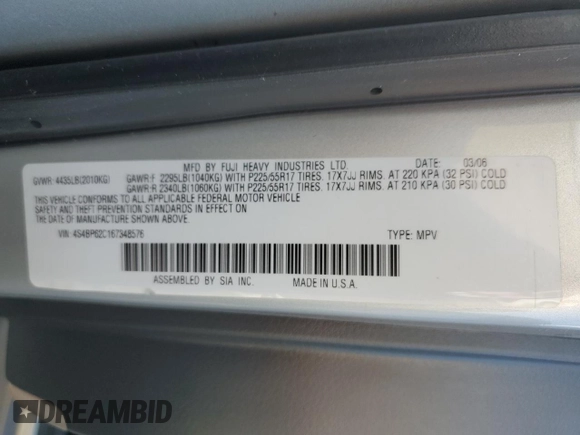 MFD BY FUJI HEAVY INDUSTRIES LTD. DATE: 03/06
GVWR: 4435LB(2010KG) GAWR:F 2295LB(1040KG) WITH P225/55R17 TIRES, 17X7JJ RIMS, AT 220 KPA (32 PSI) COLD
GAWR:R 2340LB(1060KG) WITH P225/55R17 TIRES, 17X7JJ RIMS, AT 210 KPA (30 PSI) COLD
THIS VEHICLE CONFORMS TO ALL APPLICABLE FEDERAL MOTOR VEHICLE
SAFETY AND THEFT PREVENTION STANDARDS IN EFFECT ON THE
DATE OF MANUFACTURE SHOWN ABOVE.
VIN: 4S4BP62C167348576 TYPE: MPV
ASSEMBLED BY SIA INC. MADE IN U.S.A.
DREAMBID